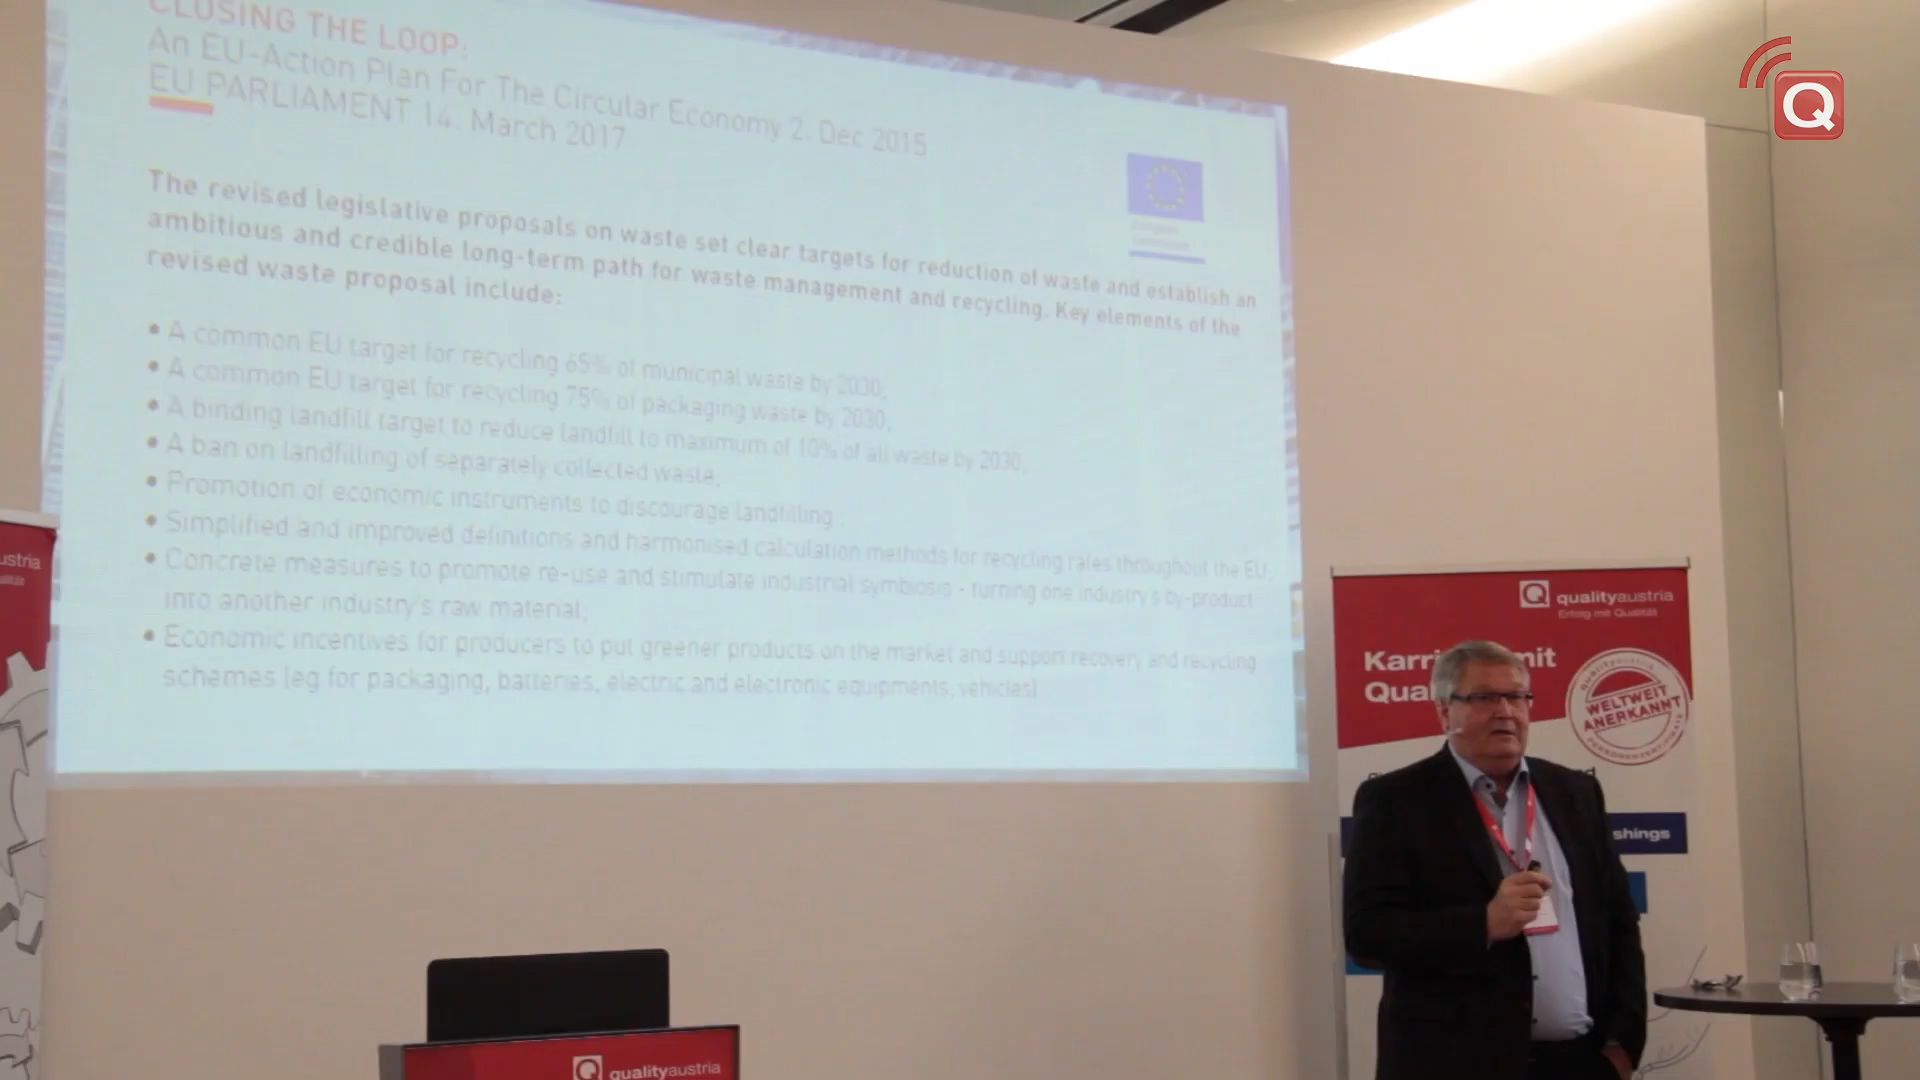 CLOSING THE LOOP:
An EU-Action Plan For The Circular Economy 2. Dec 2015
EU PARLIAMENT 14. March 2017
The revised legislative proposals on waste set clear targets for reduction of waste and establish an
ambitious and credible long-term path for waste management and recycling. Key elements of the
revised waste proposal include:
• A common EU target for recycling 65% of municipal waste by 2030;
• A common EU target for recycling 75% of packaging waste by 2030;
• A binding landfill target to reduce landfill to maximum of 10% of all waste by 2030;
• A ban on landfilling of separately collected waste;
• Promotion of economic instruments to discourage landfilling ;
• Simplified and improved definitions and harmonised calculation methods for recycling rates throughout the EU;
• Concrete measures to promote re-use and stimulate industrial symbiosis - turning one industry's by-product
into another industry's raw material;
• Economic incentives for producers to put greener products on the market and support recovery and recycling
schemes (eg for packaging, batteries, electric and electronic equipments, vehicles)
European
Commission
Q
ustria
alität
Q qualityaustria
Erfolg mit Qualität
Karri mit
Qua
qualityaustria
WELTWEIT
ANERKANNT
PERSONENZERTIFIKATE
shings
Q qualityaustria